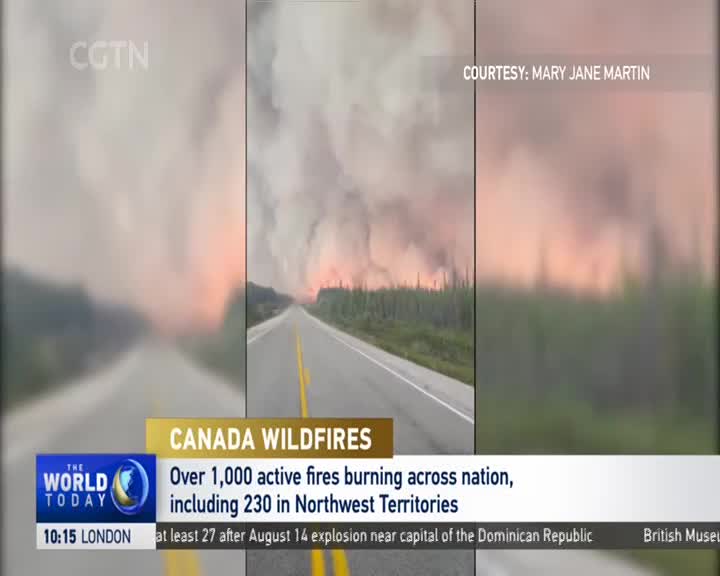 CGTN
COURTESY: MARY JANE MARTIN
CANADA WILDFIRES
THE WORLD TODAY
Over 1,000 active fires burning across nation,
including 230 in Northwest Territories
10:15 LONDON
at least 27 after August 14 explosion near capital of the Dominican Republic British